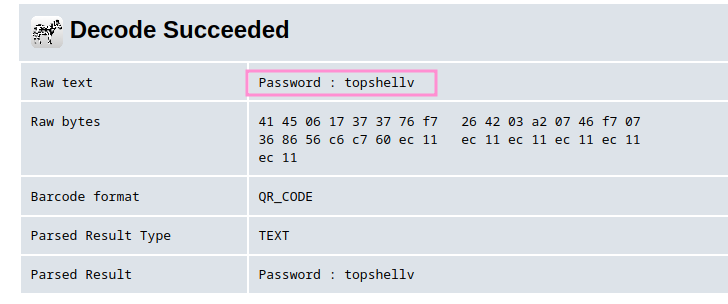 Decode Succeeded
Raw text Password : topshellv
Raw bytes 41 45 06 17 37 37 76 f7 26 42 03 a2 07 46 f7 07
36 86 56 c6 c7 60 ec 11 ec 11 ec 11 ec 11 ec 11
ec 11
Barcode format QR_CODE
Parsed Result Type TEXT
Parsed Result Password : topshellv